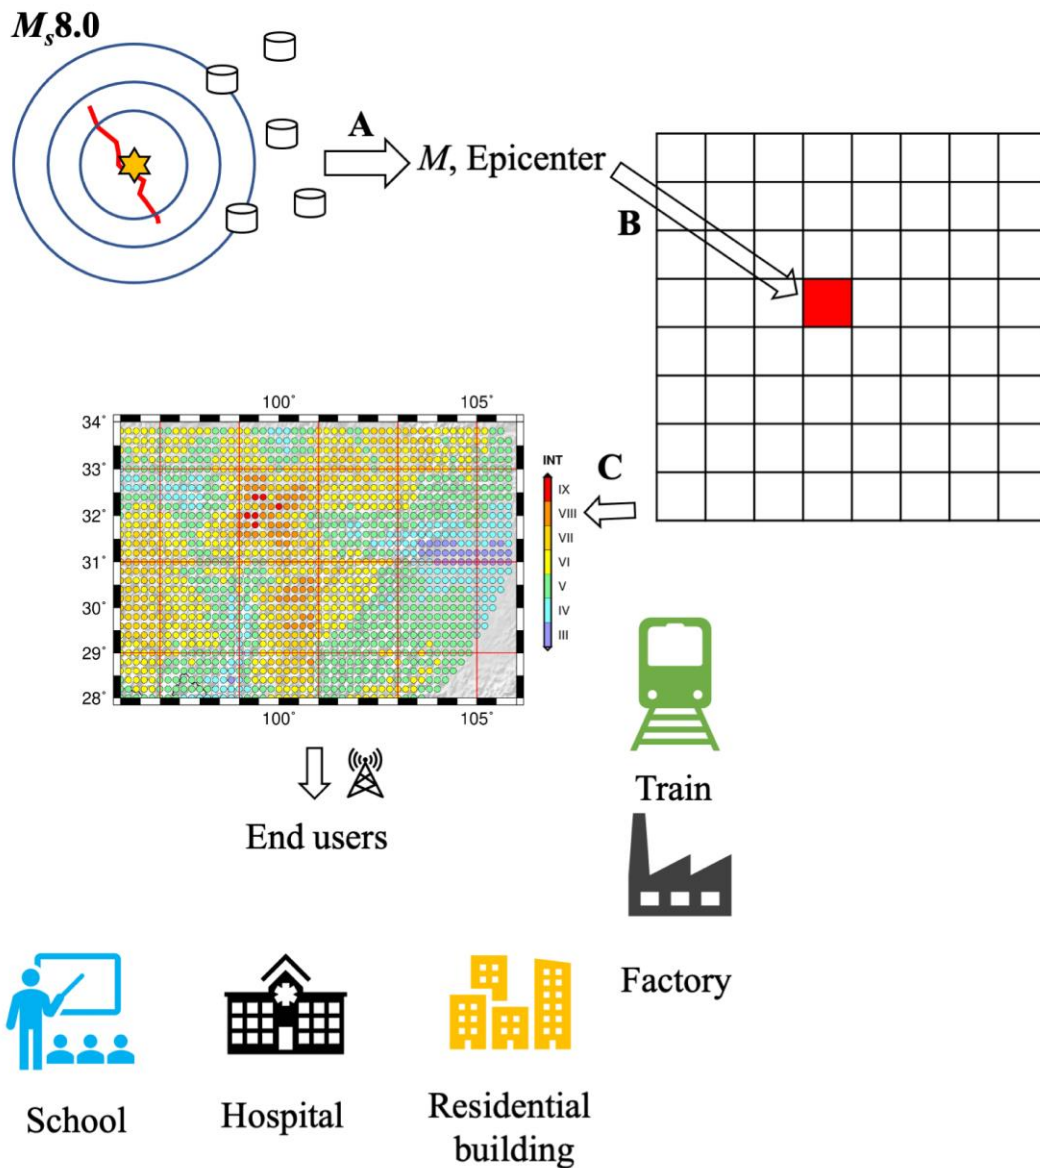 Ms8.0
A
M, Epicenter
B
C
100°
105°
34°
33°
32°
31°
30°
29°
28°
100°
105°
INT
IX
VIII
VII
VI
V
IV
III
End users
Train
Factory
School
Hospital
Residential
building